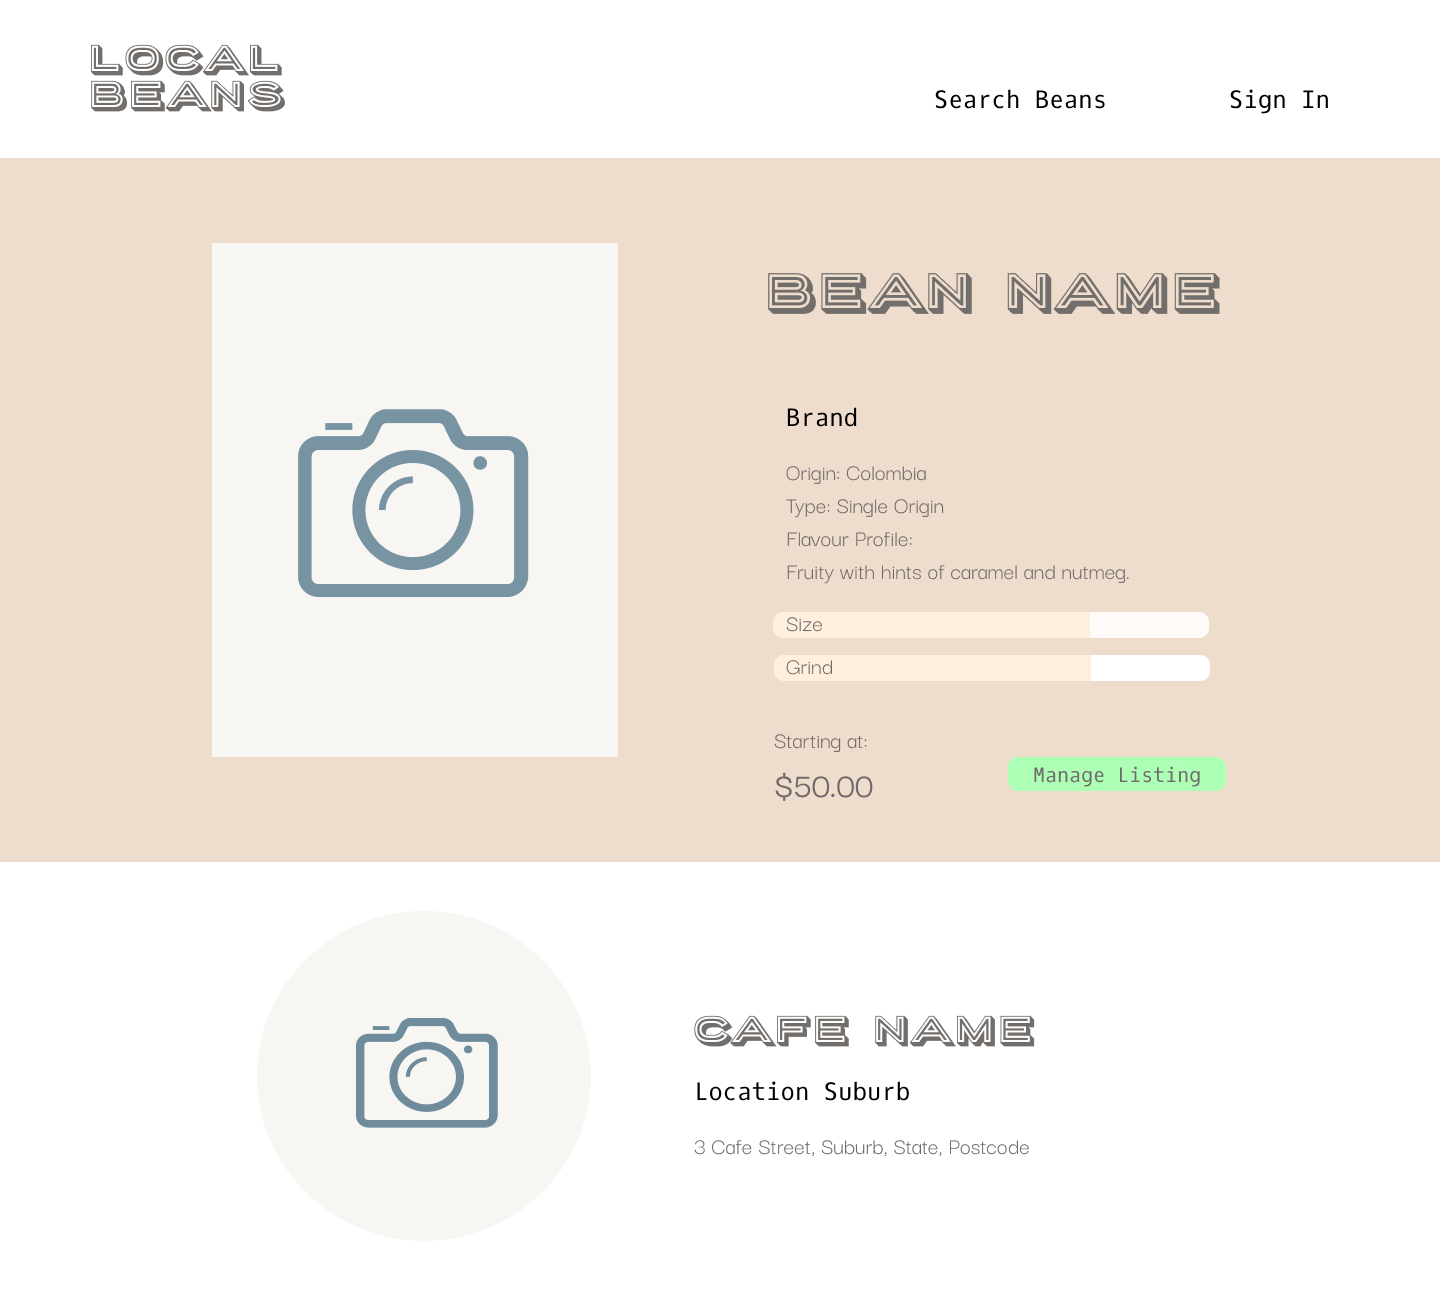 LOCAL
BEANS
Search Beans
Sign In
BEAN NAME
Brand
Origin: Colombia
Type: Single Origin
Flavour Profile:
Fruity with hints of caramel and nutmeg.
Size
Grind
Starting at:
$50.00
Manage Listing
CAFE NAME
Location Suburb
3 Cafe Street, Suburb, State, Postcode